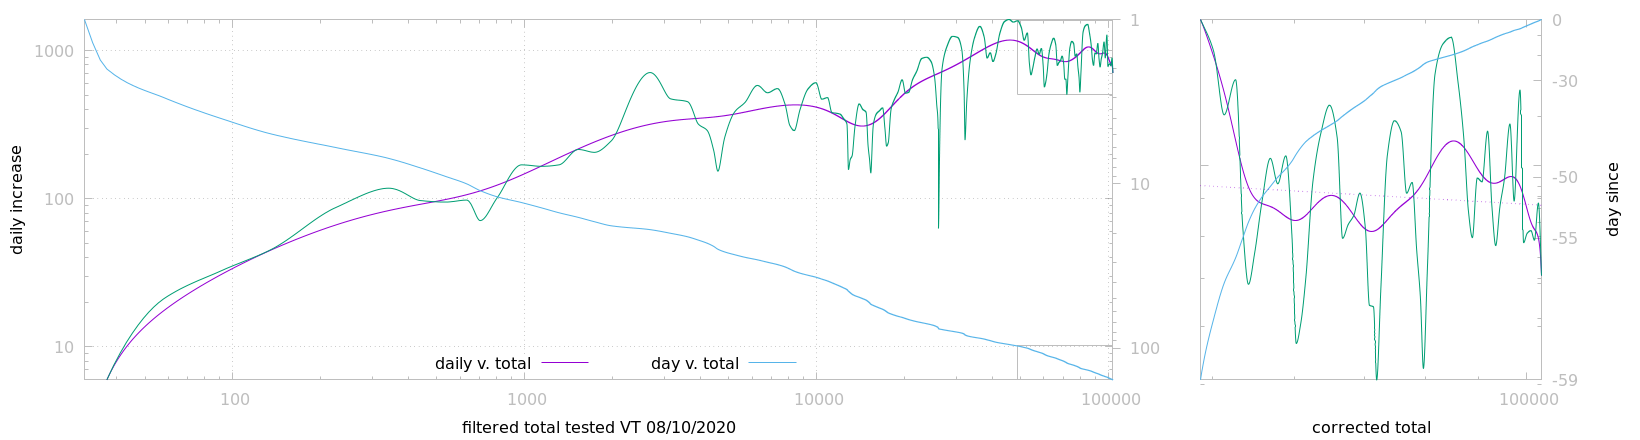 daily increase
1000
100
10
daily v. total
day v. total
100
1000
10000
100000
filtered total tested VT 08/10/2020
1
10
100
0
-30
-50
-55
-59
day since
100000
corrected total